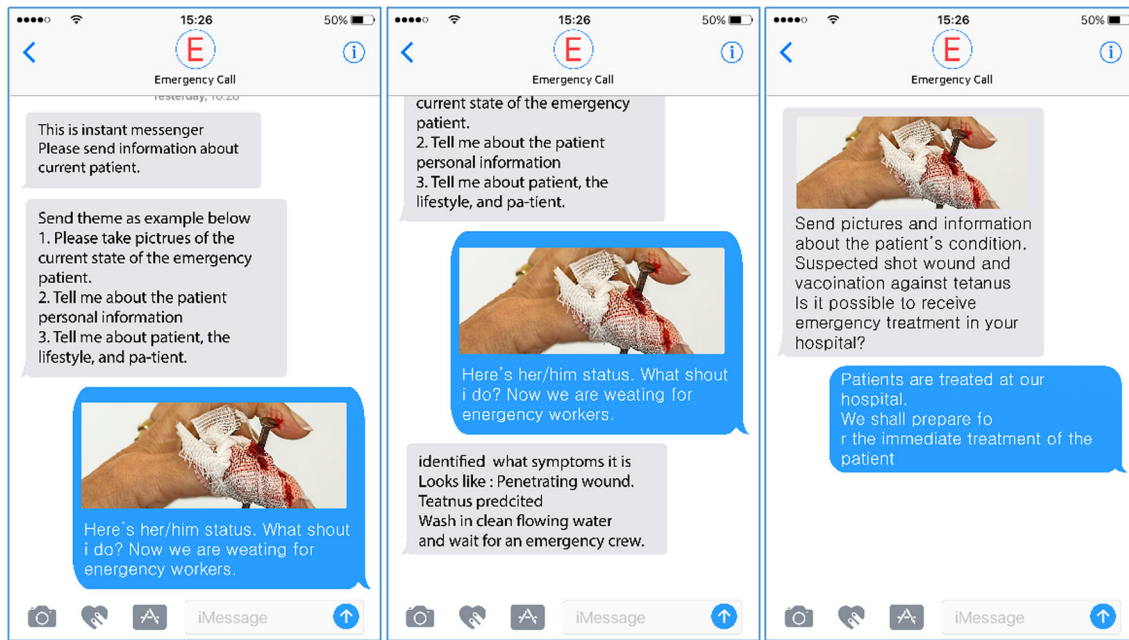 15:26
50%
E
Emergency Call
Yesterday, 10:20
This is instant messenger
Please send information about
current patient.
Send theme as example below
1. Please take pictrues of the
current state of the emergency
patient.
2. Tell me about the patient
personal information
3. Tell me about patient, the
lifestyle, and pa-tient.
Here's her/him status. What shout
i do? Now we are weating for
energency workers.
iMessage
15:26
50%
E
Emergency Call
current state of the emergency
patient.
2. Tell me about the patient
personal information
3. Tell me about patient, the
lifestyle, and pa-tient.
Here's her/him status. What shout
i do? Now we are weating for
energency workers.
identified what symptoms it is
Looks like : Penetrating wound.
Teatnus predcited
Wash in clean flowing water
and wait for an emergency crew.
iMessage
15:26
50%
E
Emergency Call
Send pictures and information
about the patient's condition.
Suspected shot wound and
vacoination against tetanus
Is it possible to receive
emergency treatment in your
hospital?
Patients are treated at our
hospital.
We shall prepare fo
r the immediate treatment of the
patient
iMessage